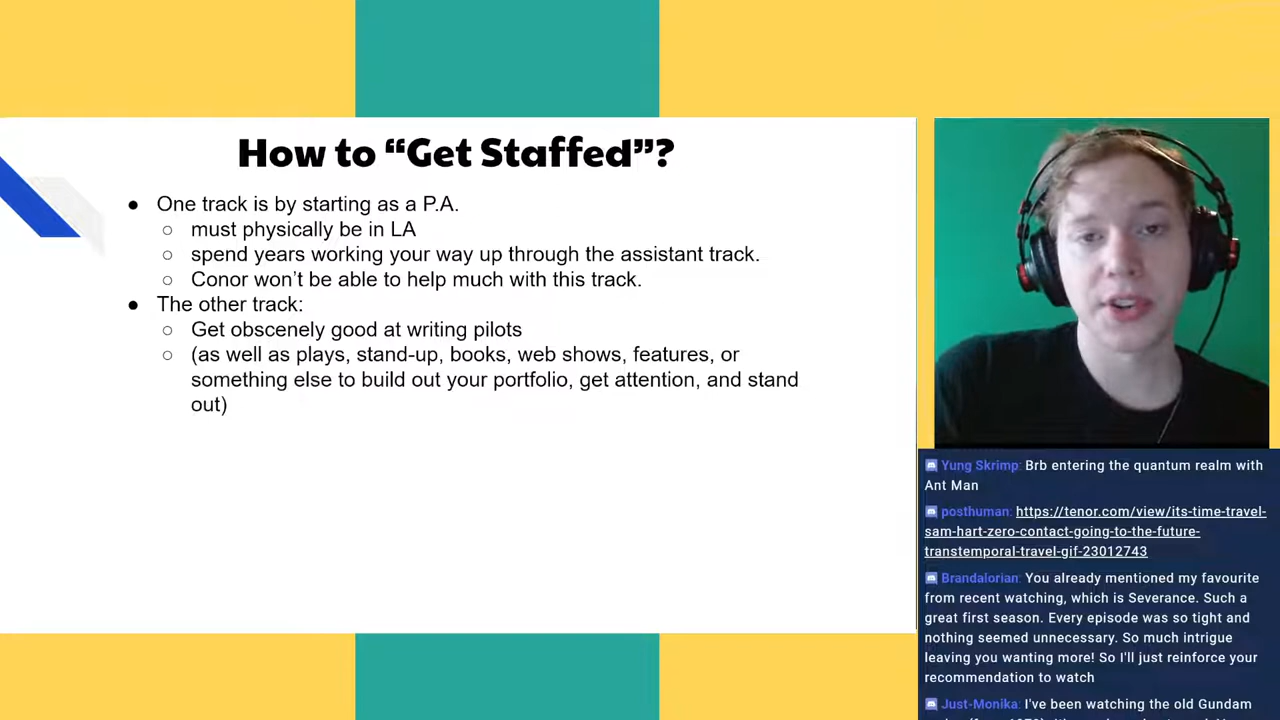 How to “Get Staffed”?
● One track is by starting as a P.A.
○ must physically be in LA
○ spend years working your way up through the assistant track.
○ Conor won’t be able to help much with this track.
● The other track:
○ Get obscenely good at writing pilots
○ (as well as plays, stand-up, books, web shows, features, or
something else to build out your portfolio, get attention, and stand
out)
Yung Skrimp: Brb entering the quantum realm with
Ant Man
posthuman: https://tenor.com/view/its-time-travel-
sam-hart-zero-contact-going-to-the-future-
transtemporal-travel-gif-23012743
Brandalorian: You already mentioned my favourite
from recent watching, which is Severance. Such a
great first season. Every episode was so tight and
nothing seemed unnecessary. So much intrigue
leaving you wanting more! So I'll just reinforce your
recommendation to watch
Just-Monika: I've been watching the old Gundam